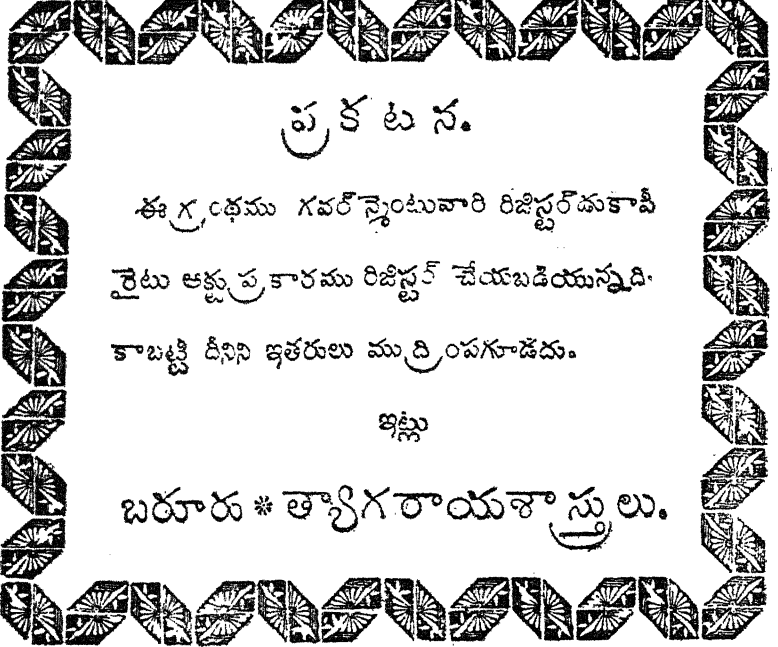 ప్రకటన.
ఈ గ్రంథము గవర్న్మెంటువారి రిజిస్టర్డుకాపీ
రైటు ఆక్టుప్రకారము రిజిస్టర్ చేయబడియున్నది.
కాబట్టి దీనిని ఇతరులు ముద్రింపగూడదు.
ఇట్లు
బరూరు * త్యాగరాయశాస్త్రులు.